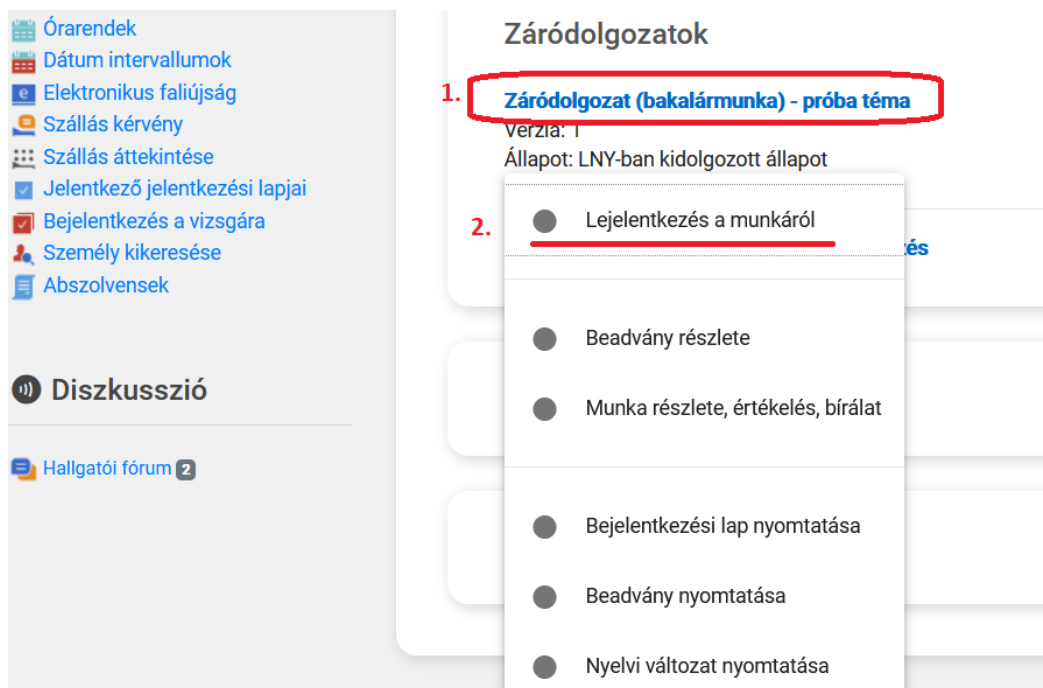 Órarendek
Dátum intervallumok
Elektronikus faliújság
Szállás kérvény
Szállás áttekintése
Jelentkező jelentkezési lapjai
Bejelentkezés a vizsgára
Személy kikeresése
Abszolvensek
Diszkusszió
Hallgatói fórum 2
Záródolgozatok
1.
Záródolgozat (bakalármunka) - próba téma
Verzia: 1
Állapot: LNY-ban kidolgozott állapot
2.
Lejelentkezés a munkáról
tés
Beadvány részlete
Munka részlete, értékelés, bírálat
Bejelentkezési lap nyomtatása
Beadvány nyomtatása
Nyelvi változat nyomtatása